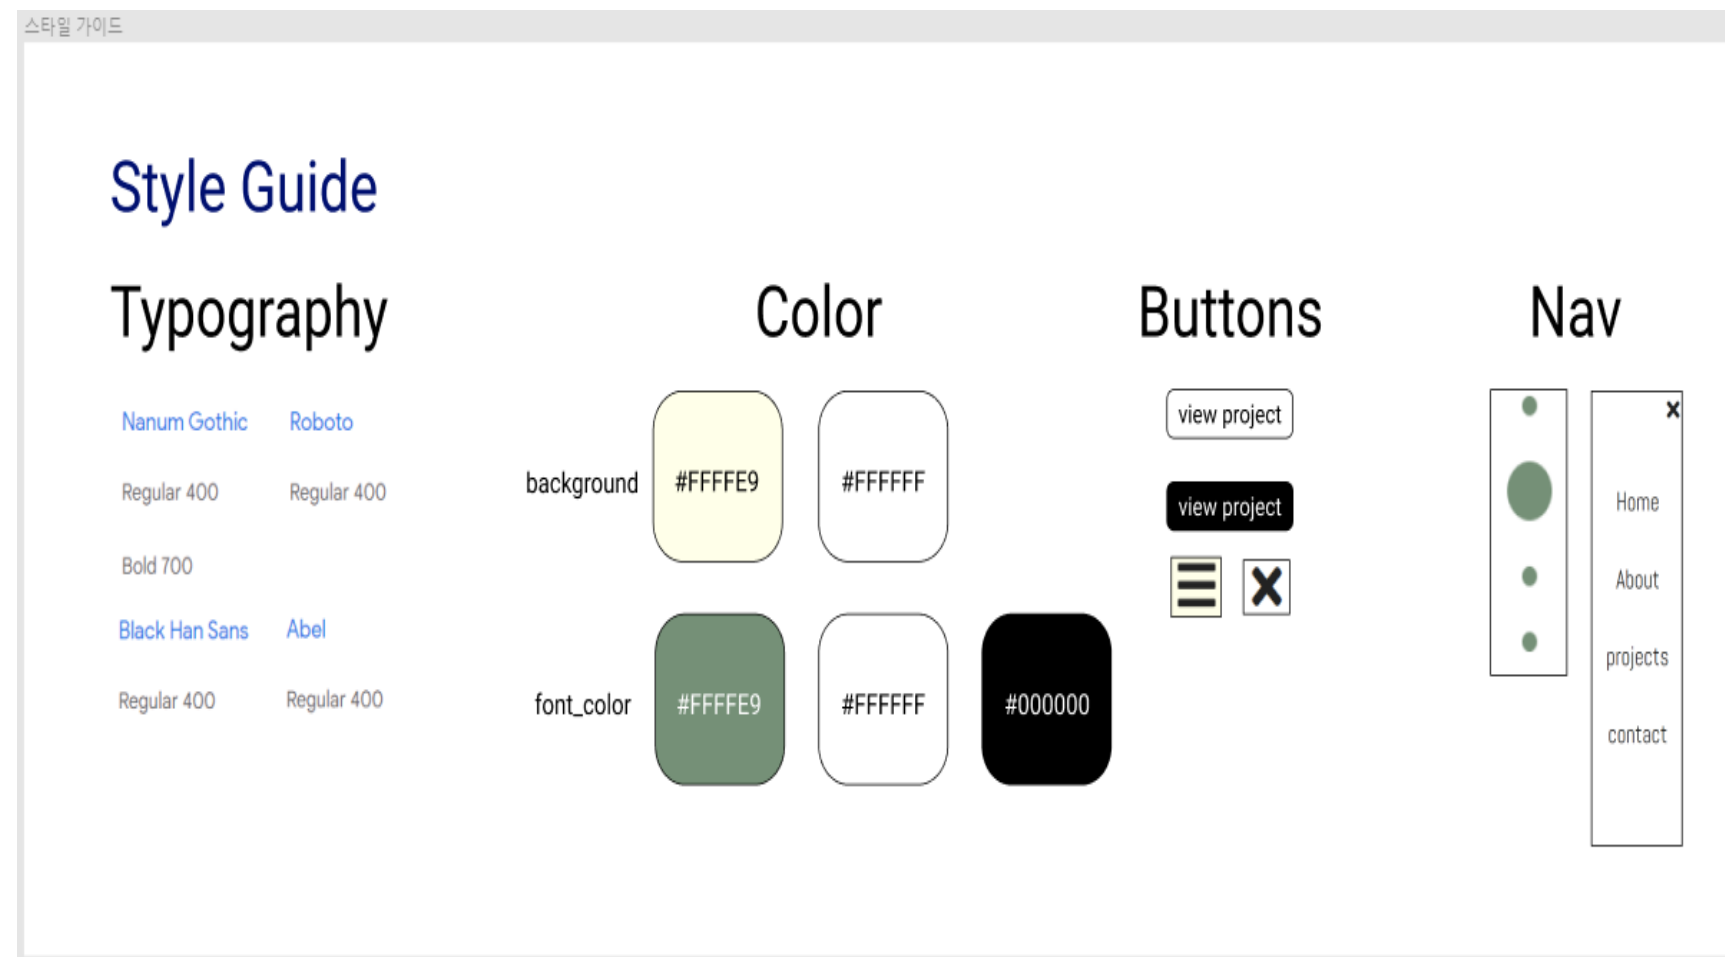 스타일 가이드
Style Guide
Typography
Nanum Gothic
Roboto
Regular 400
Regular 400
Bold 700
Black Han Sans
Abel
Regular 400
Regular 400
Color
background
#FFFFE9
#FFFFFF
font_color
#FFFFE9
#FFFFFF
#000000
Buttons
view project
view project
Nav
Home
About
projects
contact